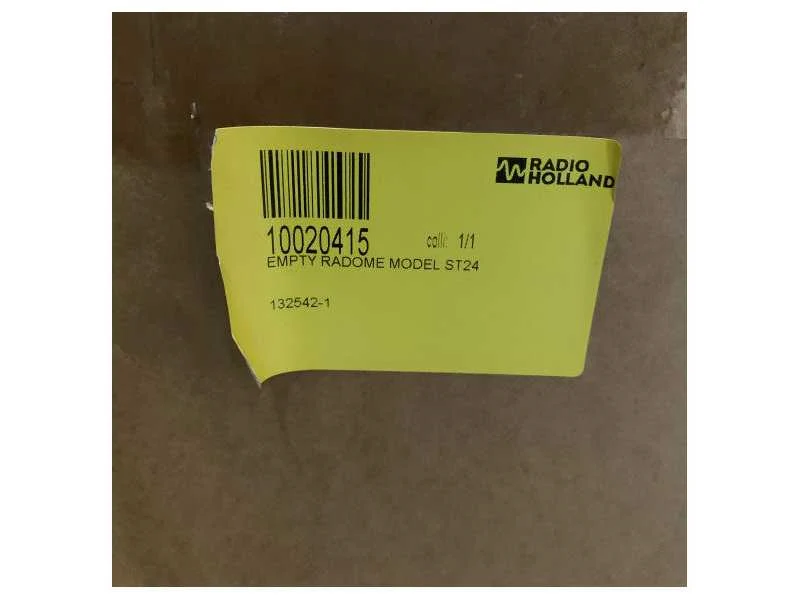 RADIO
HOLLAND
10020415
colli: 1/1
EMPTY RADOME MODEL ST24
132542-1